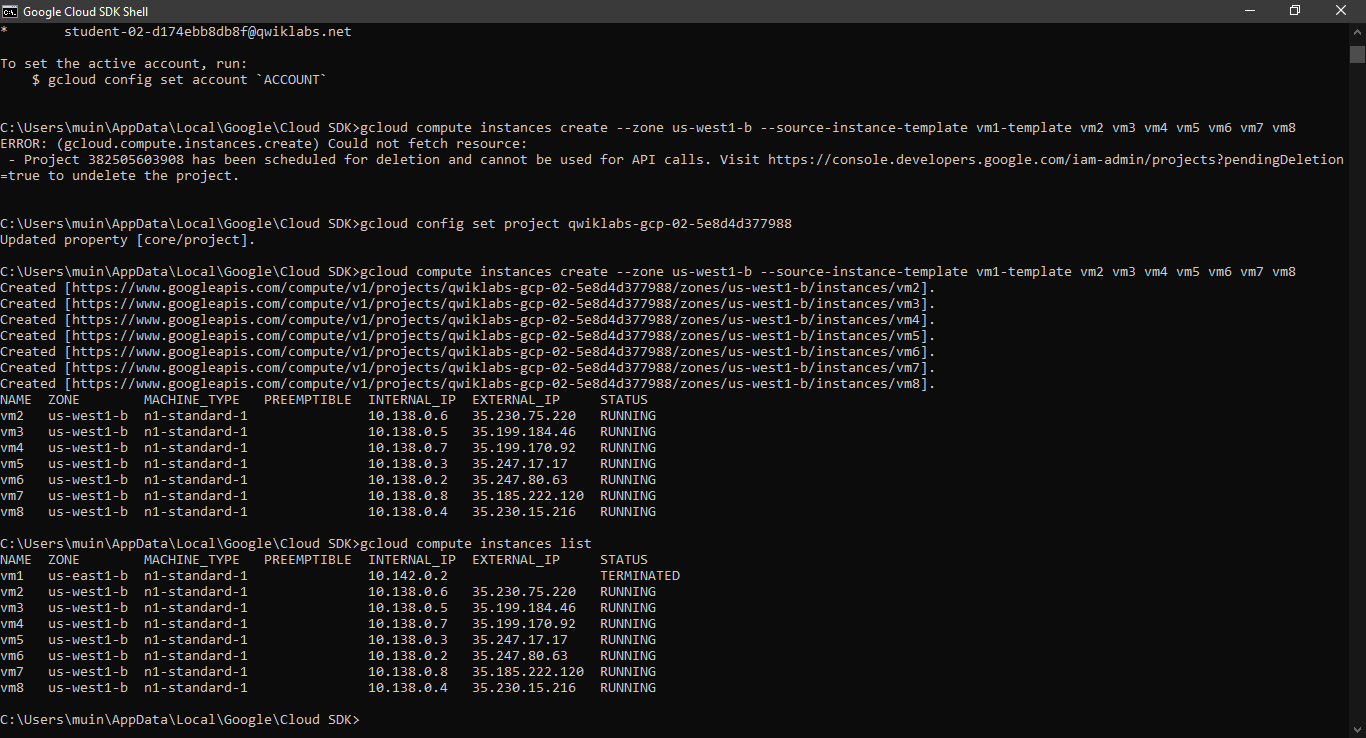 Google Cloud SDK Shell
*       student-02-d174ebb8db8f@qwiklabs.net
To set the active account, run:
    $ gcloud config set account `ACCOUNT`
C:\Users\muin\AppData\Local\Google\Cloud SDK>gcloud compute instances create --zone us-west1-b --source-instance-template vm1-template vm2 vm3 vm4 vm5 vm6 vm7 vm8
ERROR: (gcloud.compute.instances.create) Could not fetch resource:
 - Project 382505603908 has been scheduled for deletion and cannot be used for API calls. Visit https://console.developers.google.com/iam-admin/projects?pendingDeletion
=true to undelete the project.
C:\Users\muin\AppData\Local\Google\Cloud SDK>gcloud config set project qwiklabs-gcp-02-5e8d4d377988
Updated property [core/project].
C:\Users\muin\AppData\Local\Google\Cloud SDK>gcloud compute instances create --zone us-west1-b --source-instance-template vm1-template vm2 vm3 vm4 vm5 vm6 vm7 vm8
Created [https://www.googleapis.com/compute/v1/projects/qwiklabs-gcp-02-5e8d4d377988/zones/us-west1-b/instances/vm2].
Created [https://www.googleapis.com/compute/v1/projects/qwiklabs-gcp-02-5e8d4d377988/zones/us-west1-b/instances/vm3].
Created [https://www.googleapis.com/compute/v1/projects/qwiklabs-gcp-02-5e8d4d377988/zones/us-west1-b/instances/vm4].
Created [https://www.googleapis.com/compute/v1/projects/qwiklabs-gcp-02-5e8d4d377988/zones/us-west1-b/instances/vm5].
Created [https://www.googleapis.com/compute/v1/projects/qwiklabs-gcp-02-5e8d4d377988/zones/us-west1-b/instances/vm6].
Created [https://www.googleapis.com/compute/v1/projects/qwiklabs-gcp-02-5e8d4d377988/zones/us-west1-b/instances/vm7].
Created [https://www.googleapis.com/compute/v1/projects/qwiklabs-gcp-02-5e8d4d377988/zones/us-west1-b/instances/vm8].
NAME  ZONE        MACHINE_TYPE   PREEMPTIBLE  INTERNAL_IP  EXTERNAL_IP     STATUS
vm2   us-west1-b  n1-standard-1               10.138.0.6   35.230.75.220   RUNNING
vm3   us-west1-b  n1-standard-1               10.138.0.5   35.199.184.46   RUNNING
vm4   us-west1-b  n1-standard-1               10.138.0.7   35.199.170.92   RUNNING
vm5   us-west1-b  n1-standard-1               10.138.0.3   35.247.17.17    RUNNING
vm6   us-west1-b  n1-standard-1               10.138.0.2   35.247.80.63    RUNNING
vm7   us-west1-b  n1-standard-1               10.138.0.8   35.185.222.120  RUNNING
vm8   us-west1-b  n1-standard-1               10.138.0.4   35.230.15.216   RUNNING
C:\Users\muin\AppData\Local\Google\Cloud SDK>gcloud compute instances list
NAME  ZONE        MACHINE_TYPE   PREEMPTIBLE  INTERNAL_IP  EXTERNAL_IP     STATUS
vm1   us-east1-b  n1-standard-1               10.142.0.2                   TERMINATED
vm2   us-west1-b  n1-standard-1               10.138.0.6   35.230.75.220   RUNNING
vm3   us-west1-b  n1-standard-1               10.138.0.5   35.199.184.46   RUNNING
vm4   us-west1-b  n1-standard-1               10.138.0.7   35.199.170.92   RUNNING
vm5   us-west1-b  n1-standard-1               10.138.0.3   35.247.17.17    RUNNING
vm6   us-west1-b  n1-standard-1               10.138.0.2   35.247.80.63    RUNNING
vm7   us-west1-b  n1-standard-1               10.138.0.8   35.185.222.120  RUNNING
vm8   us-west1-b  n1-standard-1               10.138.0.4   35.230.15.216   RUNNING
C:\Users\muin\AppData\Local\Google\Cloud SDK>